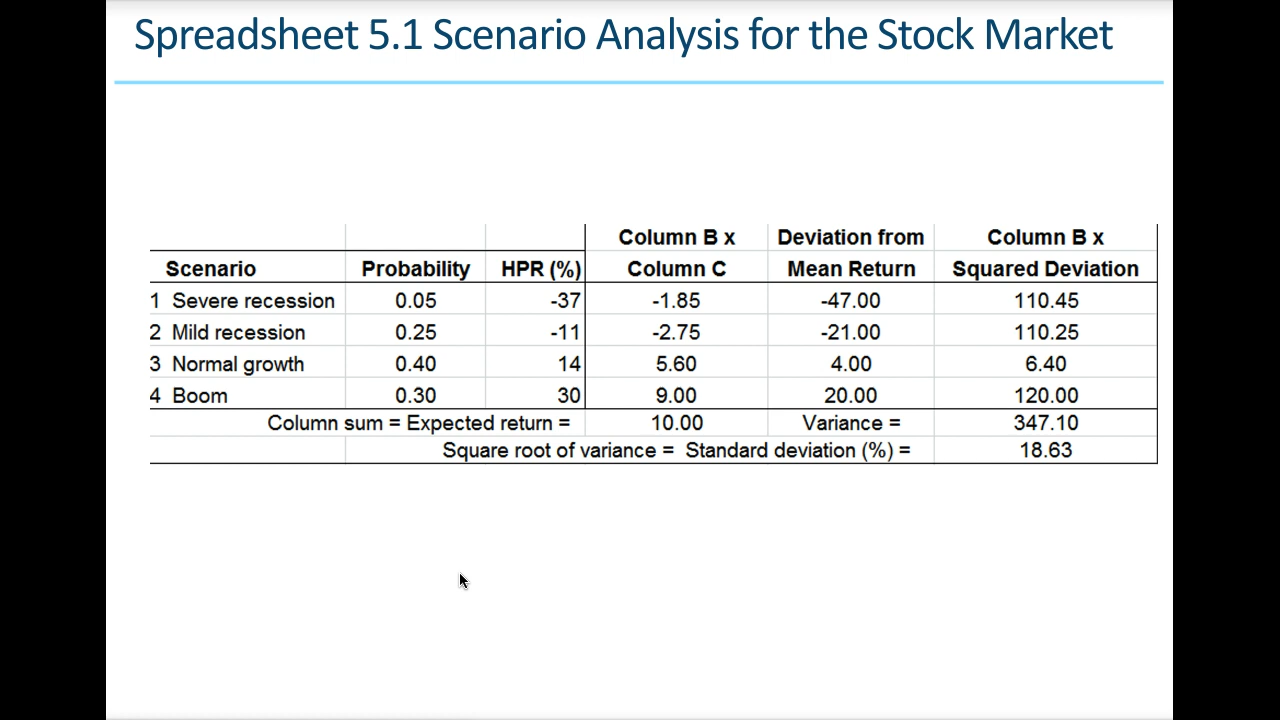 Spreadsheet 5.1 Scenario Analysis for the Stock Market
Column B x Deviation from Column B x
Scenario Probability HPR (%) Column C Mean Return Squared Deviation
1 Severe recession 0.05 -37 -1.85 -47.00 110.45
2 Mild recession 0.25 -11 -2.75 -21.00 110.25
3 Normal growth 0.40 14 5.60 4.00 6.40
4 Boom 0.30 30 9.00 20.00 120.00
Column sum = Expected return = 10.00 Variance = 347.10
Square root of variance = Standard deviation (%) = 18.63